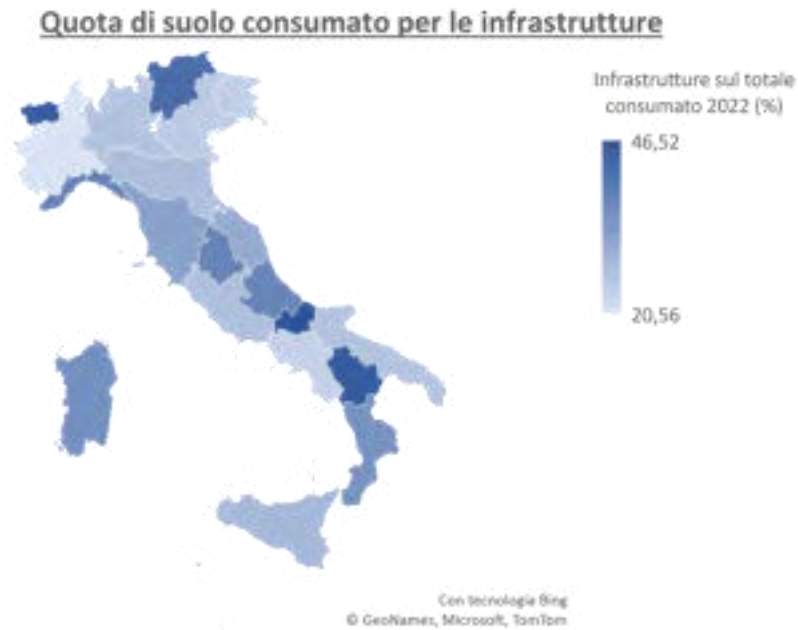 Quota di suolo consumato per le infrastrutture
Infrastrutture sul totale
consumato 2022 (%)
46,52
20,56
Con tecnologia Bing
© GeoNames, Microsoft, TomTom